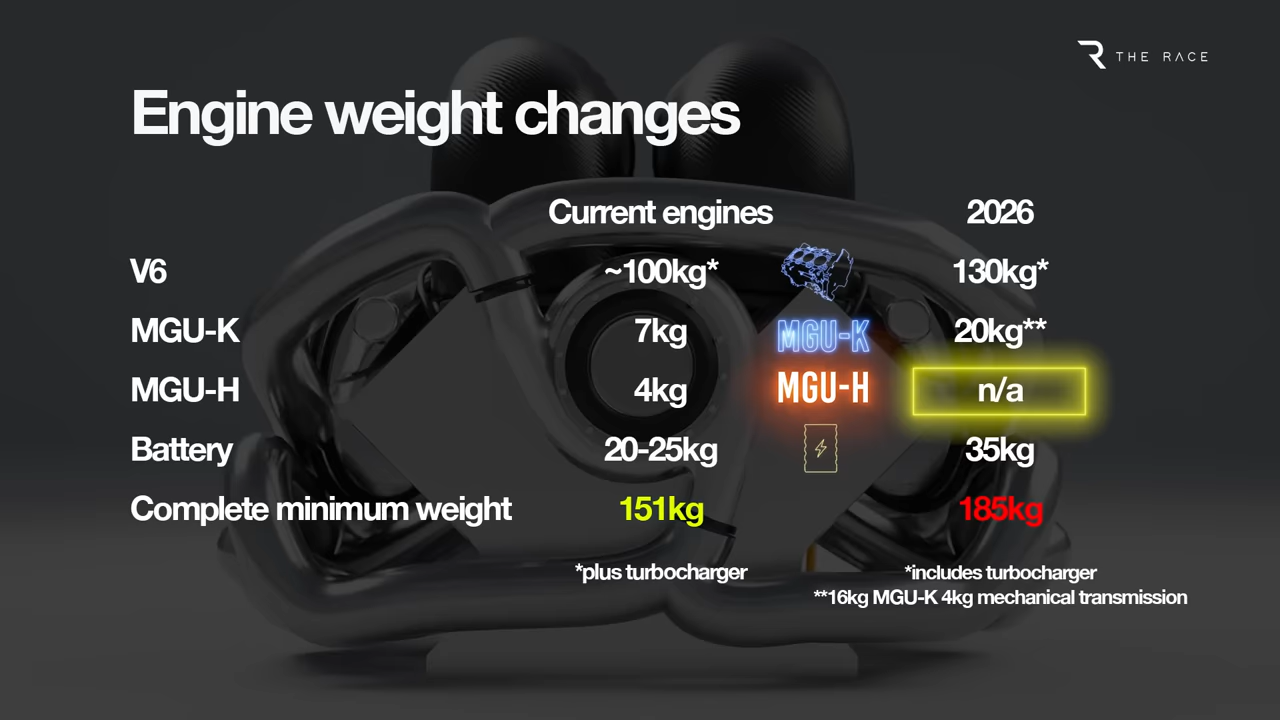 THE RACE
Engine weight changes
Current engines 2026
V6 ~100kg* 130kg*
MGU-K 7kg MGU-K 20kg**
MGU-H 4kg MGU-H n/a
Battery 20-25kg 35kg
Complete minimum weight 151kg 185kg
*plus turbocharger *includes turbocharger
**16kg MGU-K 4kg mechanical transmission